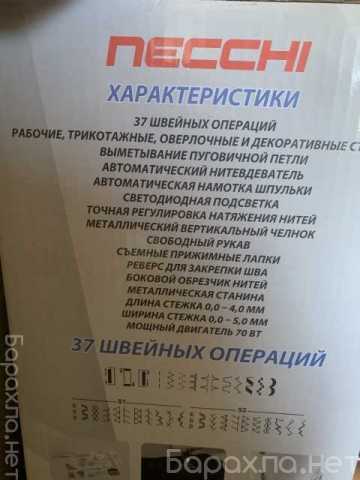 NECCHI
ХАРАКТЕРИСТИКИ
37 ШВЕЙНЫХ ОПЕРАЦИЙ
РАБОЧИЕ, ТРИКОТАЖНЫЕ, ОВЕРЛОЧНЫЕ И ДЕКОРАТИВНЫЕ СТ
ВЫМЕТЫВАНИЕ ПУГОВИЧНОЙ ПЕТЛИ
АВТОМАТИЧЕСКИЙ НИТЕВДЕВАТЕЛЬ
АВТОМАТИЧЕСКАЯ НАМОТКА ШПУЛЬКИ
СВЕТОДИОДНАЯ ПОДСВЕТКА
ТОЧНАЯ РЕГУЛИРОВКА НАТЯЖЕНИЯ НИТЕЙ
МЕТАЛЛИЧЕСКИЙ ВЕРТИКАЛЬНЫЙ ЧЕЛНОК
СВОБОДНЫЙ РУКАВ
СЪЕМНЫЕ ПРИЖИМНЫЕ ЛАПКИ
РЕВЕРС ДЛЯ ЗАКРЕПКИ ШВА
БОКОВОЙ ОБРЕЗЧИК НИТЕЙ
МЕТАЛЛИЧЕСКАЯ СТАНИНА
ДЛИНА СТЕЖКА 0,0 – 4,0 ММ
ШИРИНА СТЕЖКА 0,0 – 5,0 ММ
МОЩНЫЙ ДВИГАТЕЛЬ 70 ВТ
37 ШВЕЙНЫХ ОПЕРАЦИЙ
S1 S2
Барахла.нет
Барахла.нет